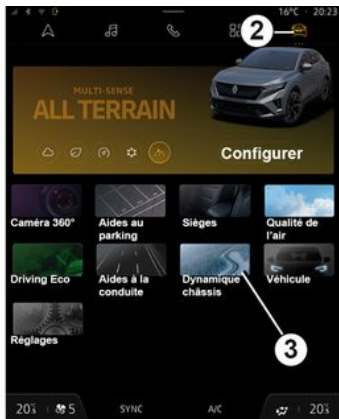 16°C · 20:23
2
MULTI-SENSE
ALL TERRAIN
Configurer
Caméra 360°
Aides au
parking
Sièges
Qualité de
l'air
Driving Eco
Aides à la
conduite
Dynamique
châssis
Véhicule
3
Réglages
5
SYNC
A/C